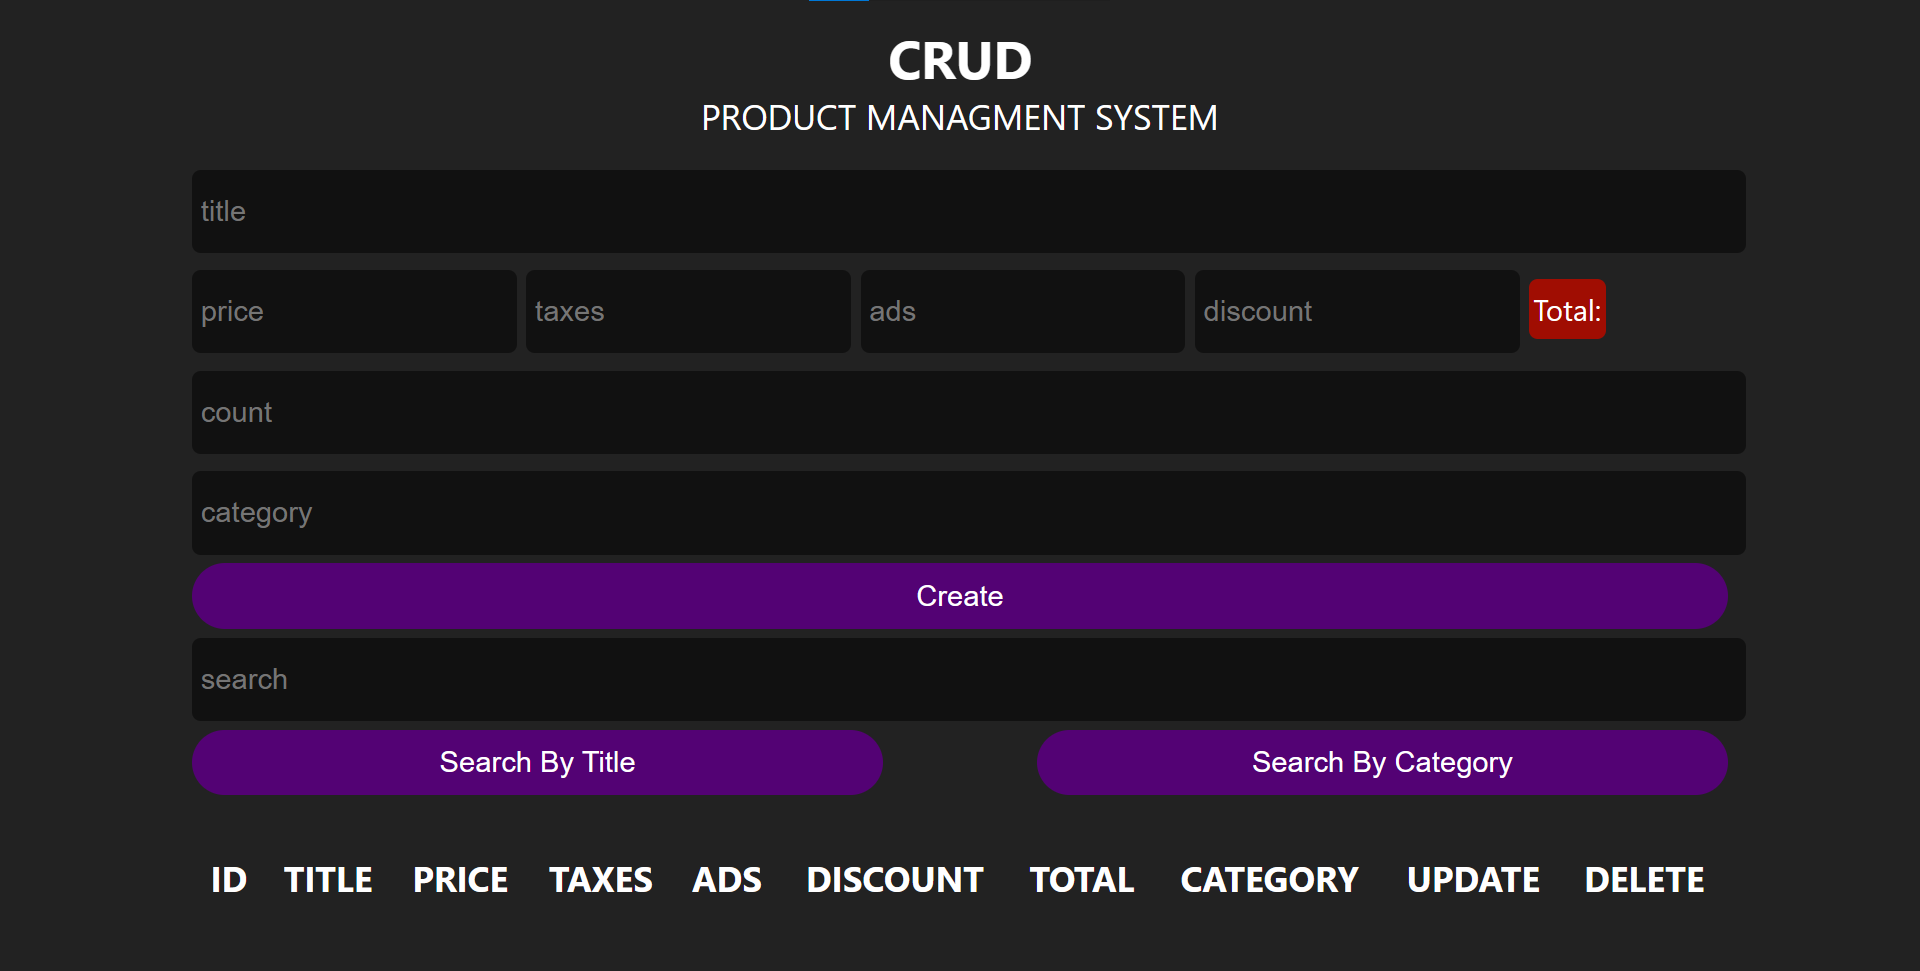 CRUD
PRODUCT MANAGMENT SYSTEM
title
price taxes ads discount Total:
count
category
Create
search
Search By Title Search By Category
ID TITLE PRICE TAXES ADS DISCOUNT TOTAL CATEGORY UPDATE DELETE